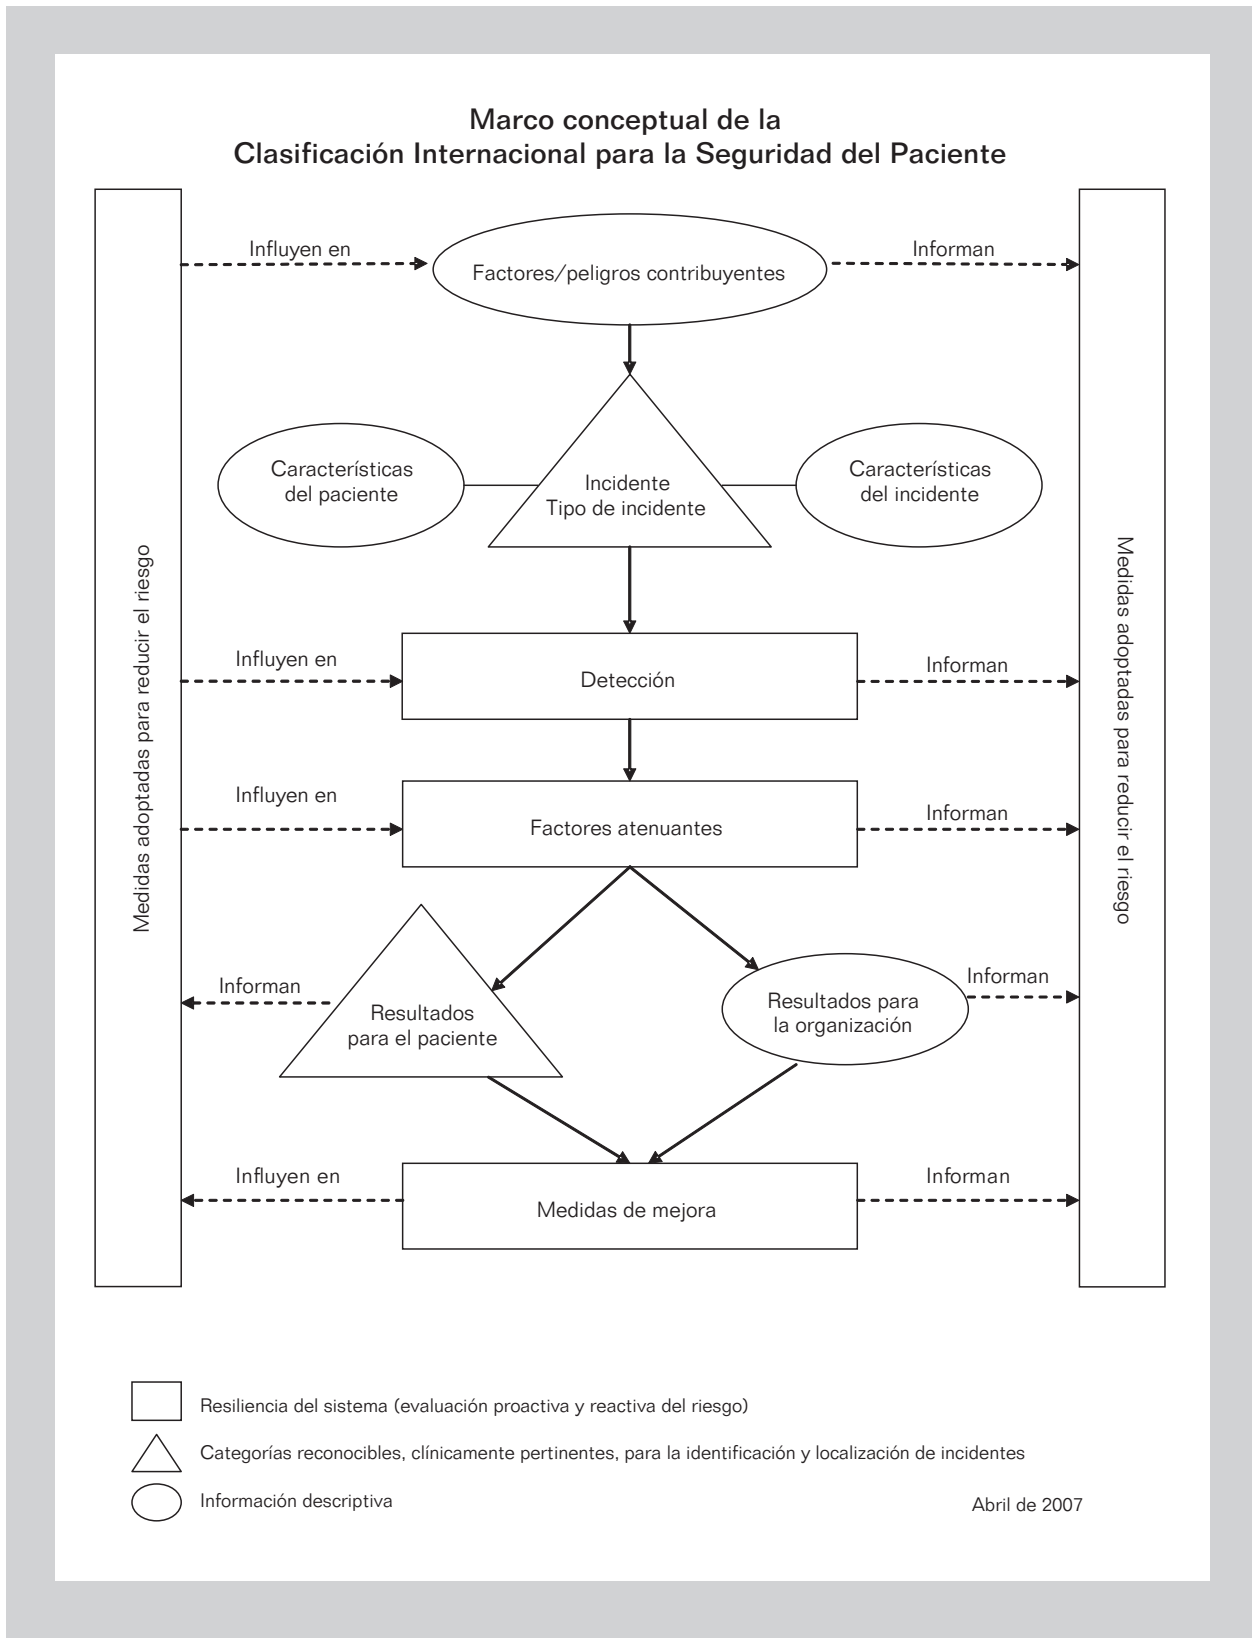 Marco conceptual de la
Clasificación Internacional para la Seguridad del Paciente
Influyen en
Factores/peligros contribuyentes
Informan
Características
del paciente
Incidente
Tipo de incidente
Características
del incidente
Medidas adoptadas para reducir el riesgo
Medidas adoptadas para reducir el riesgo
Influyen en
Detección
Informan
Influyen en
Factores atenuantes
Informan
Informan
Resultados
para el paciente
Resultados para
la organización
Informan
Influyen en
Medidas de mejora
Informan
Resiliencia del sistema (evaluación proactiva y reactiva del riesgo)
Categorías reconocibles, clínicamente pertinentes, para la identificación y localización de incidentes
Información descriptiva
Abril de 2007